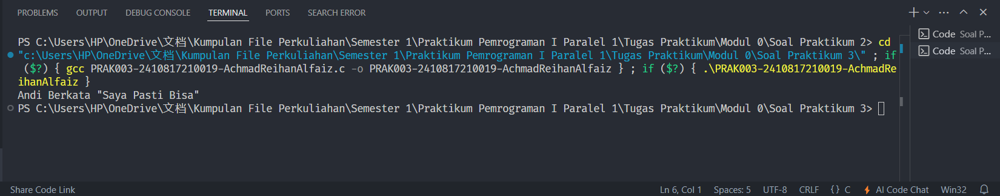 PROBLEMS OUTPUT DEBUG CONSOLE TERMINAL PORTS SEARCH ERROR
PS C:\Users\HP\OneDrive\文档\Kumpulan File Perkuliahan\Semester 1\Praktikum Pemrograman I Paralel 1\Tugas Praktikum\Modul 0\Soal Praktikum 2> cd
"c:\Users\HP\OneDrive\文档\Kumpulan File Perkuliahan\Semester 1\Praktikum Pemrograman I Paralel 1\Tugas Praktikum\Modul 0\Soal Praktikum 3\" ; if
($?) { gcc PRAK003-2410817210019-AchmadReihanAlfaiz.c -o PRAK003-2410817210019-AchmadReihanAlfaiz } ; if ($?) { .\PRAK003-2410817210019-AchmadRe
ihanAlfaiz }
Andi Berkata "Saya Pasti Bisa"
PS C:\Users\HP\OneDrive\文档\Kumpulan File Perkuliahan\Semester 1\Praktikum Pemrograman I Paralel 1\Tugas Praktikum\Modul 0\Soal Praktikum 3>
Code Soal P...
Code Soal P...
Share Code Link Ln 6, Col 1 Spaces: 5 UTF-8 CRLF {} C AI Code Chat Win32